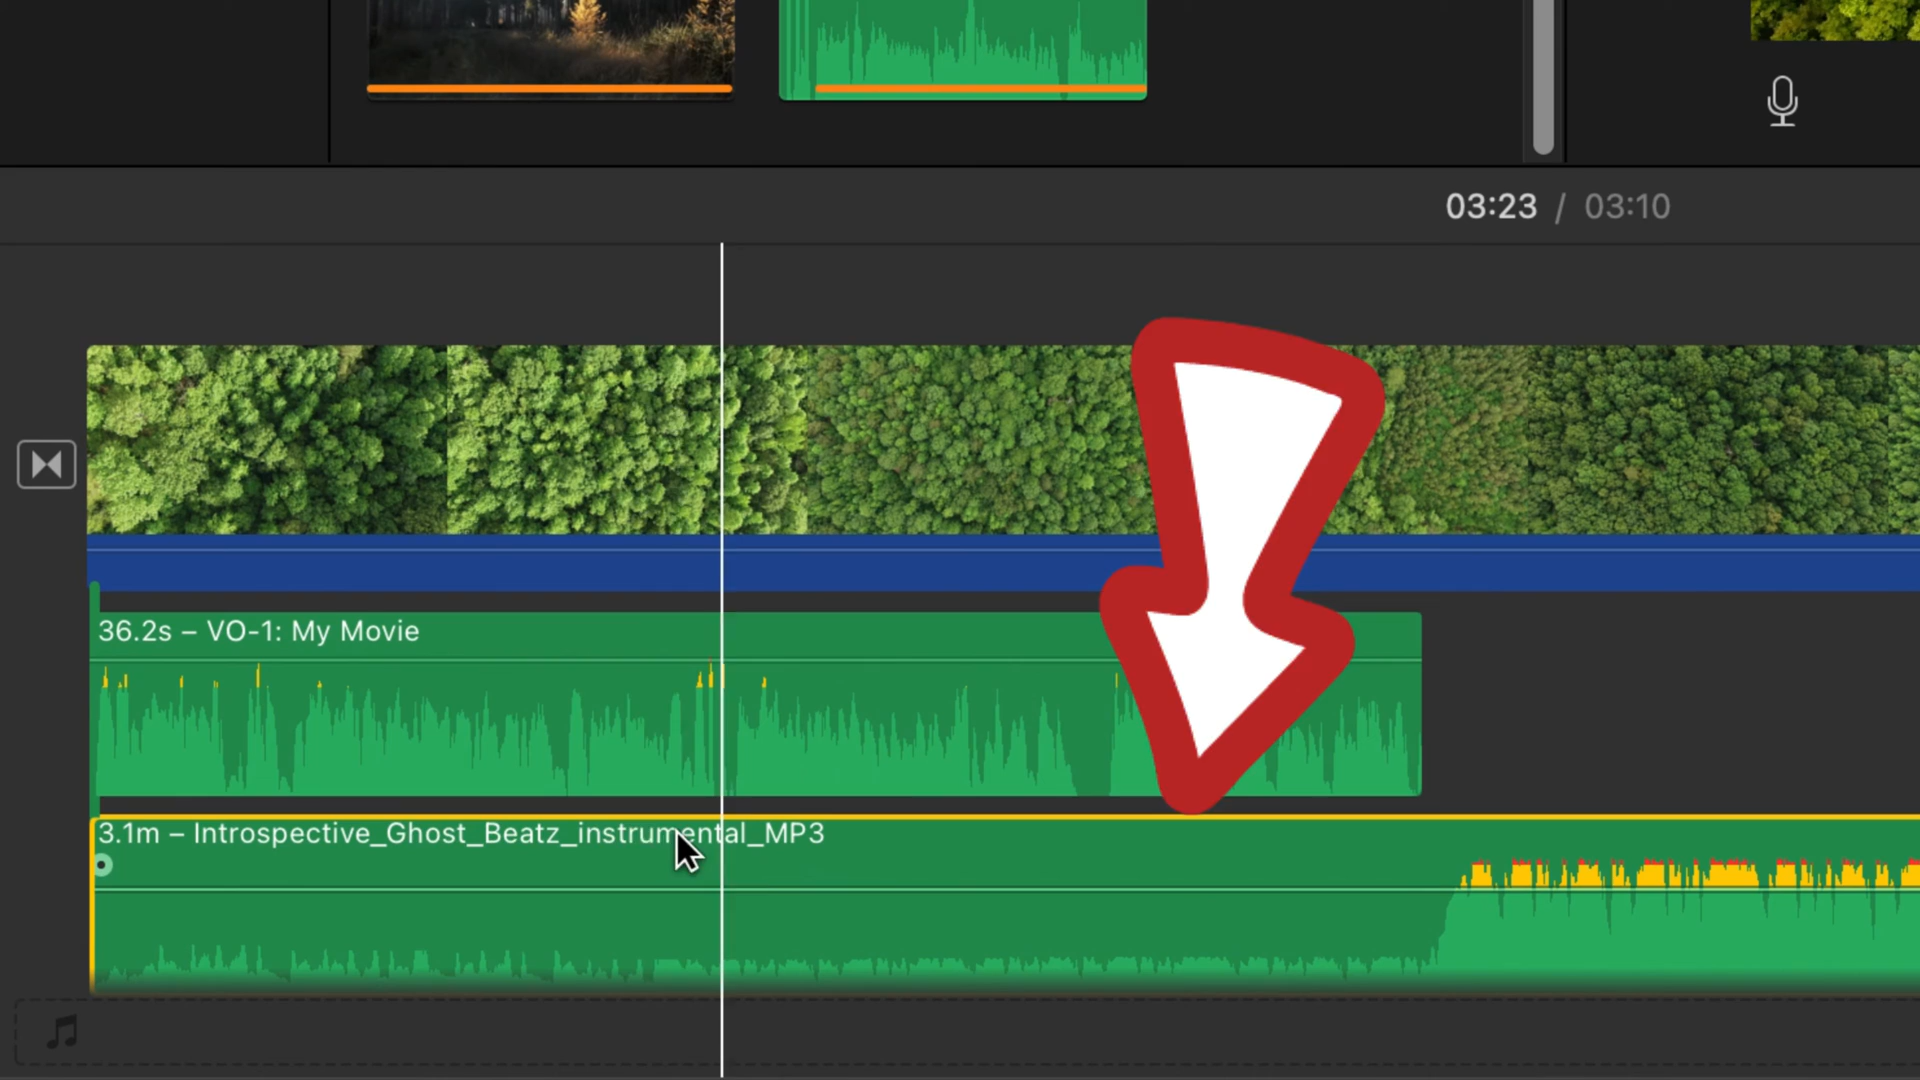 03:23 / 03:10
36.2s – VO-1: My Movie
3.1m – Introspective_Ghost_Beatz_instrumental_MP3